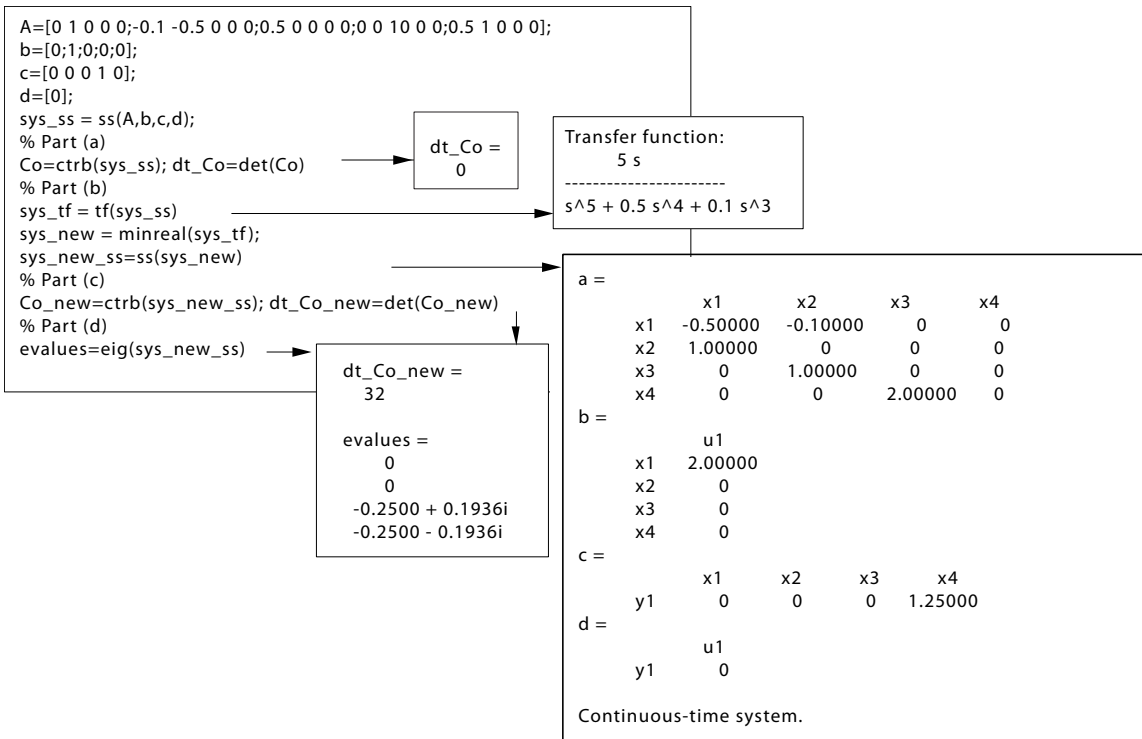 A=[0 1 0 0 0;-0.1 -0.5 0 0 0;0.5 0 0 0 0;0 0 10 0 0;0.5 1 0 0 0];
b=[0;1;0;0;0];
c=[0 0 0 1 0];
d=[0];
sys_ss = ss(A,b,c,d);
% Part (a)
Co=ctrb(sys_ss); dt_Co=det(Co)
% Part (b)
sys_tf = tf(sys_ss)
sys_new = minreal(sys_tf);
sys_new_ss=ss(sys_new)
% Part (c)
Co_new=ctrb(sys_new_ss); dt_Co_new=det(Co_new)
% Part (d)
evalues=eig(sys_new_ss)
dt_Co =
0
Transfer function:
5 s
-----------------------
s^5 + 0.5 s^4 + 0.1 s^3
dt_Co_new =
32
evalues =
0
0
-0.2500 + 0.1936i
-0.2500 - 0.1936i
a =
x1 x2 x3 x4
x1 -0.50000 -0.10000 0 0
x2 1.00000 0 0 0
x3 0 1.00000 0 0
x4 0 0 2.00000 0
b =
u1
x1 2.00000
x2 0
x3 0
x4 0
c =
x1 x2 x3 x4
y1 0 0 0 1.25000
d =
u1
y1 0
Continuous-time system.